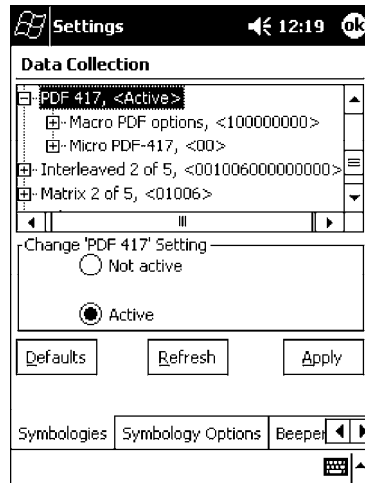 Settings 12:19 ok
Data Collection
PDF 417, <Active>
Macro PDF options, <100000000>
Micro PDF-417, <00>
Interleaved 2 of 5, <001006000000000>
Matrix 2 of 5, <01006>
Change 'PDF 417' Setting
Not active
Active
Defaults Refresh Apply
Symbologies Symbology Options Beeper